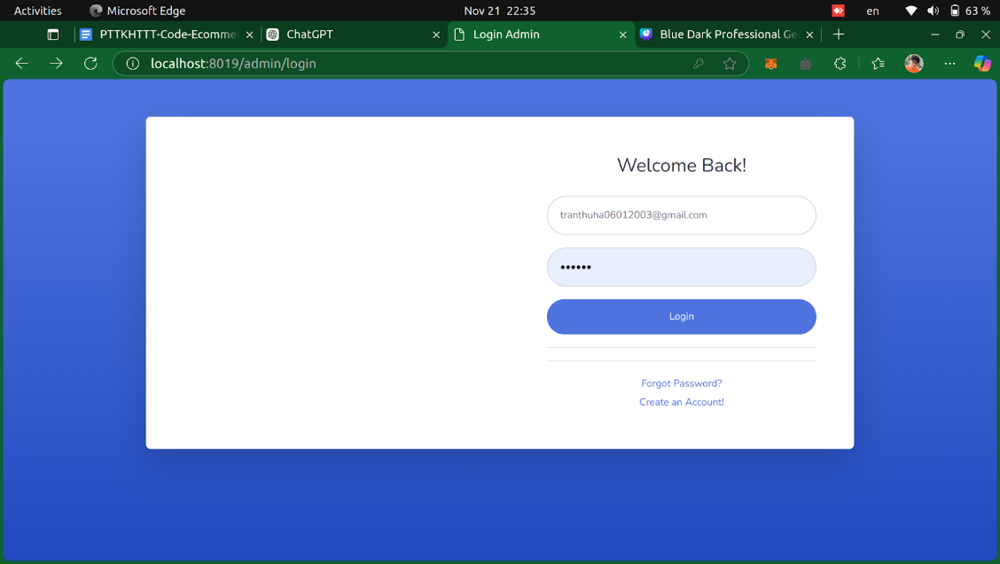 Activities Microsoft Edge Nov 21 22:35 en 63 %
PTTKHTTT-Code-Ecomme ChatGPT Login Admin Blue Dark Professional Ge
localhost:8019/admin/login
Welcome Back!
tranthuha06012003@gmail.com
••••••
Login
Forgot Password?
Create an Account!